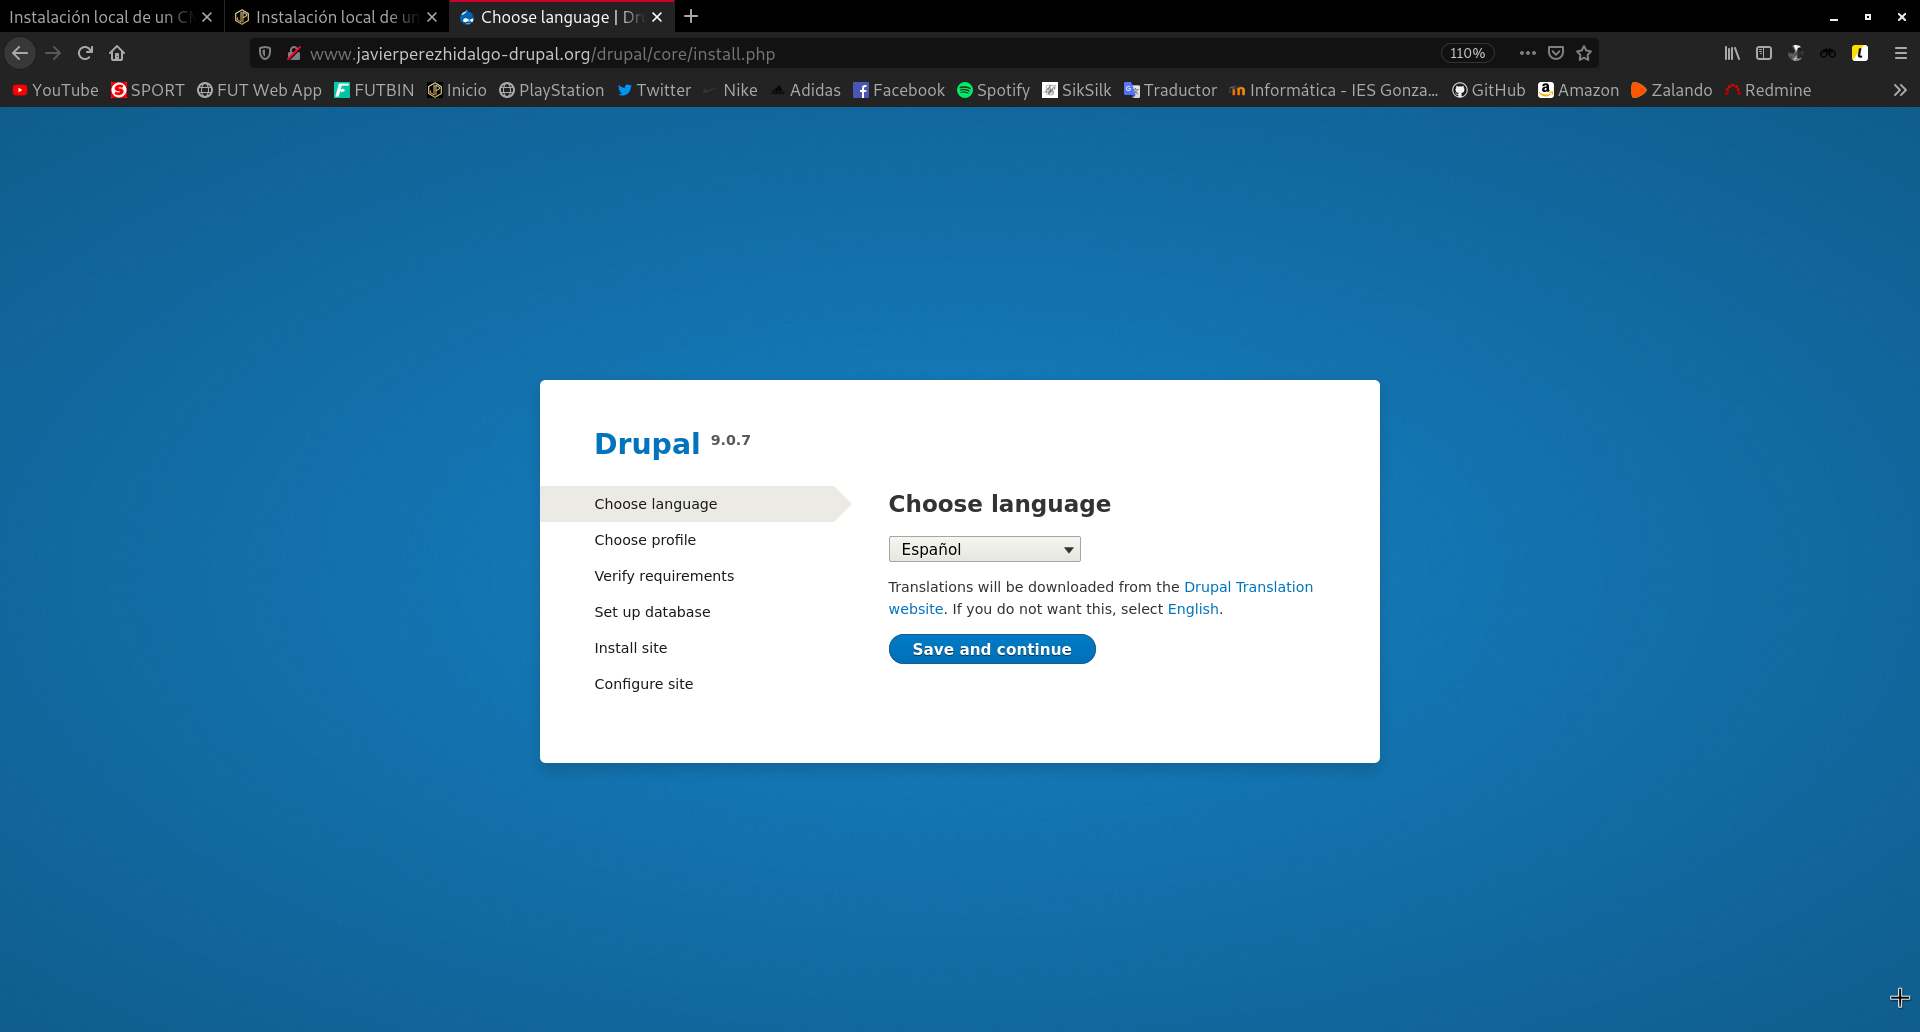 Instalación local de un C
Instalación local de un
Choose language | Dru
www.javierperezhidalgo-drupal.org/drupal/core/install.php
110%
YouTube
SPORT
FUT Web App
FUTBIN
Inicio
PlayStation
Twitter
Nike
Adidas
Facebook
Spotify
SikSilk
Traductor
Informática - IES Gonza...
GitHub
Amazon
Zalando
Redmine
Drupal 9.0.7
Choose language
Choose profile
Verify requirements
Set up database
Install site
Configure site
Choose language
Español
Translations will be downloaded from the Drupal Translation
website. If you do not want this, select English.
Save and continue